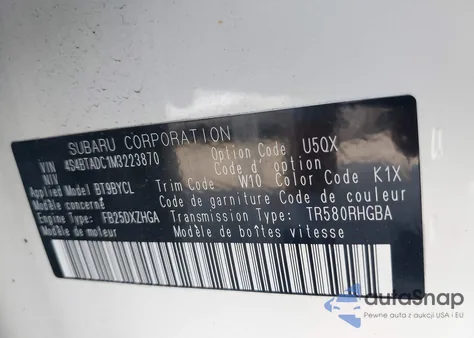 SUBARU CORPORATION
VIN 4S4BTADC1M3223870 Option Code U5QX
NIV Code d'option
Applied Model BT9BYCL Trim Code W10 Color Code K1X
Modèle concerné Code de garniture Code de couleur
Engine Type FB25DXZHGA Transmission Type: TR580RHGBA
Modèle de moteur Modèle de boîtes vitesse
autoSnap
Pewne auta z aukcji USA i EU